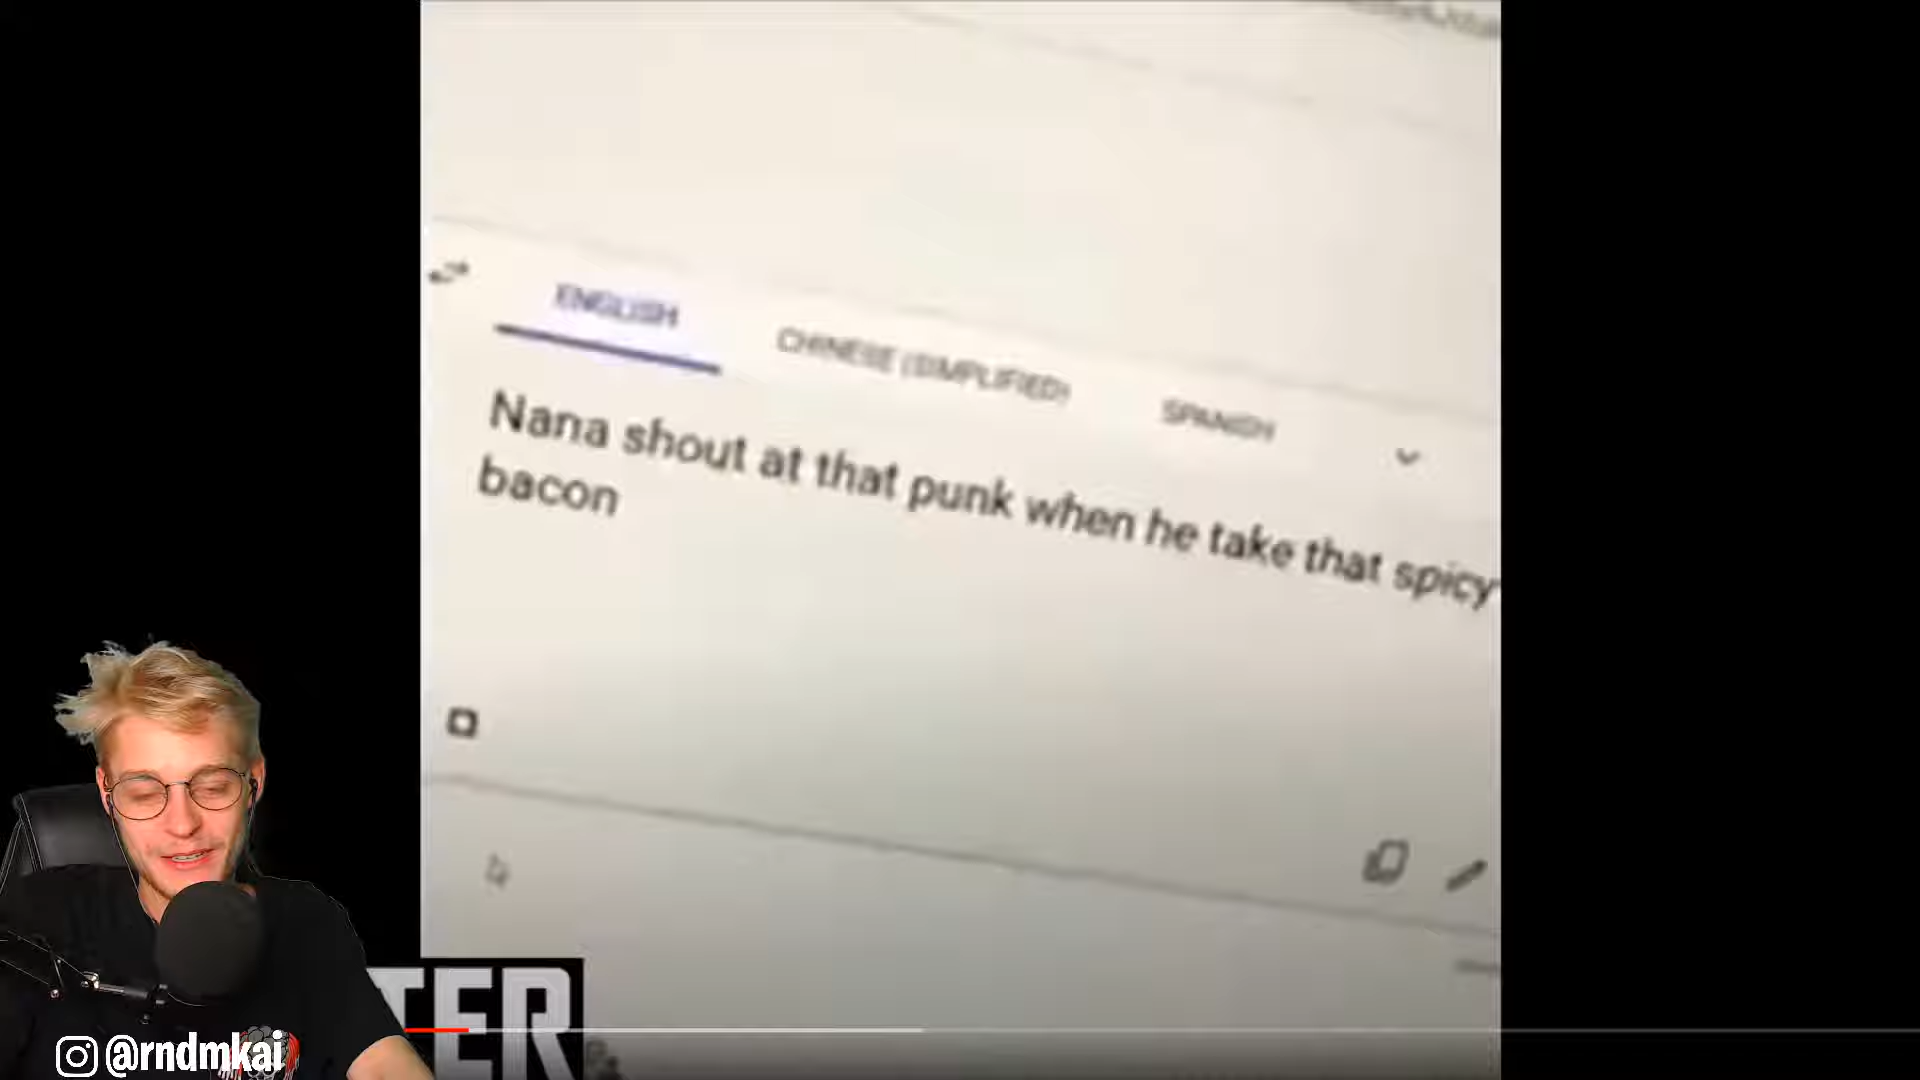 ENGLISH
CHINESE (SIMPLIFIED)
SPANISH
Nana shout at that punk when he take that spicy
bacon
TER
@rndmkai